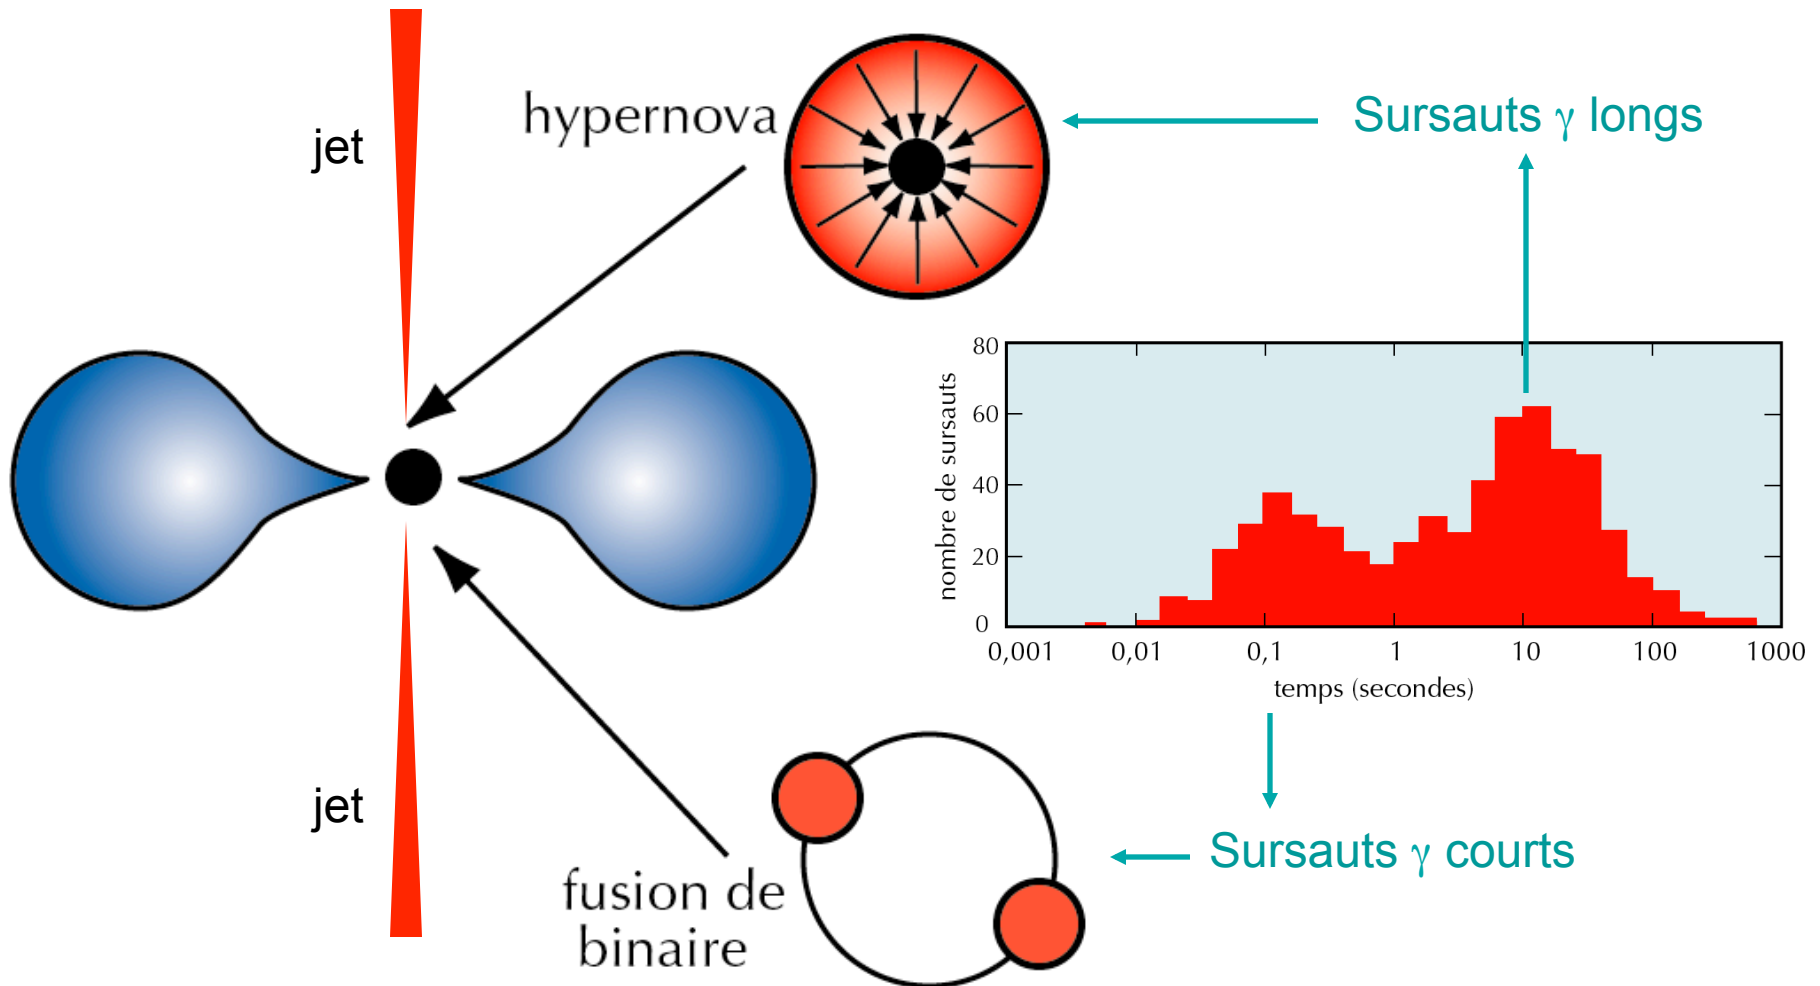 jet
hypernova
Sursauts γ longs
nombre de sursauts
80
60
40
20
0
0,001 0,01 0,1 1 10 100 1000
temps (secondes)
jet
fusion de
binaire
Sursauts γ courts